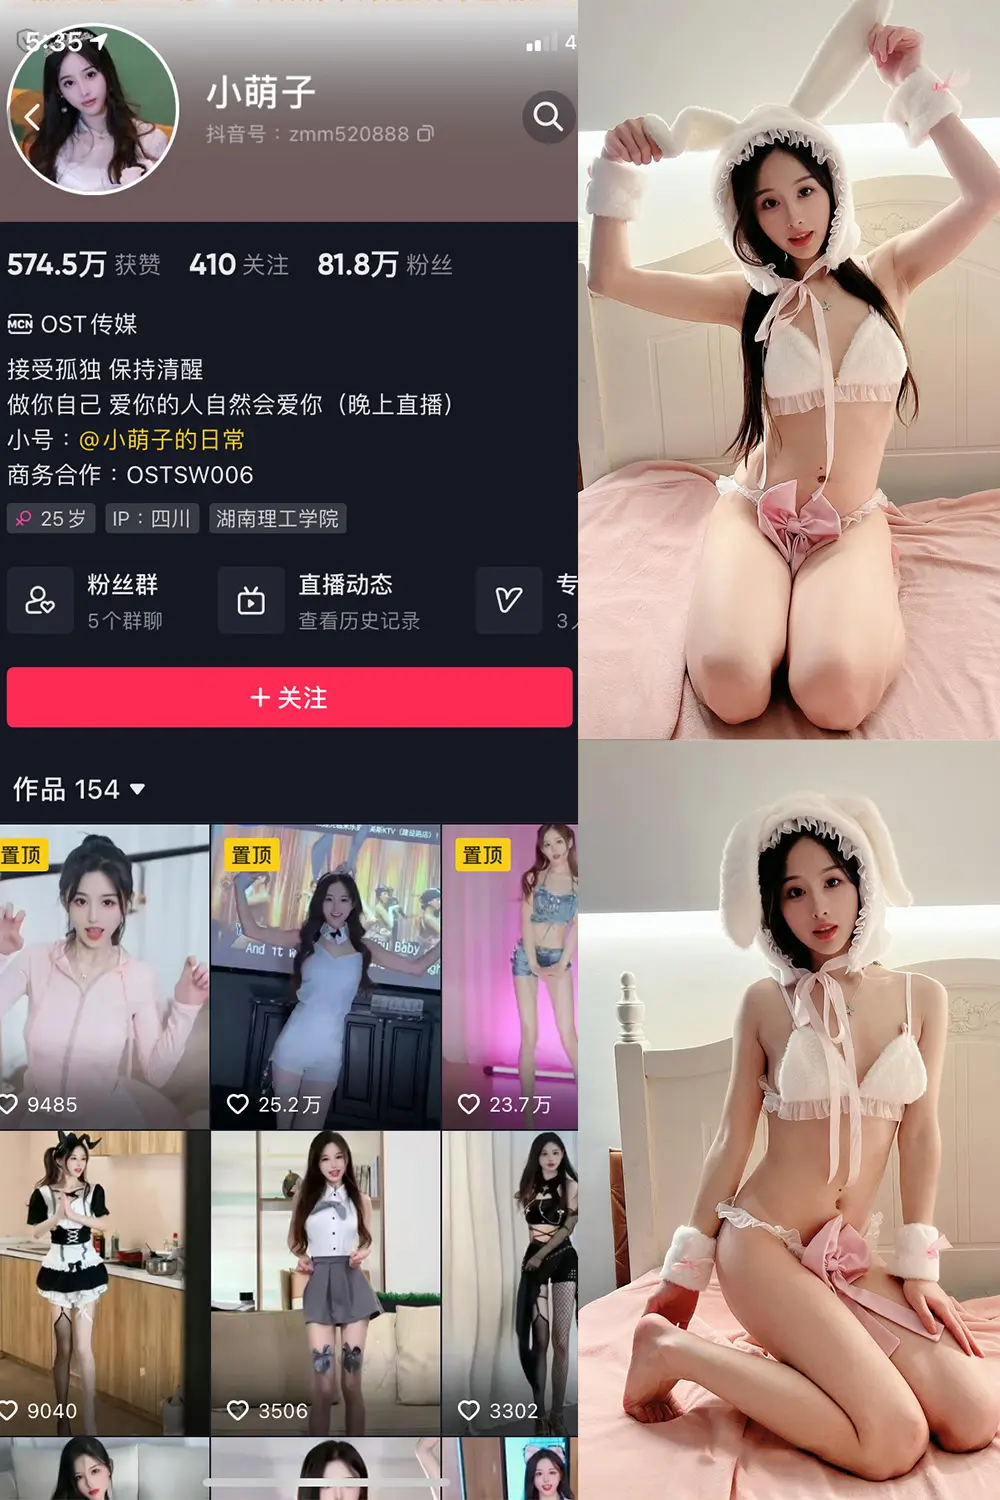 5:35
4
小萌子
抖音号：zmm520888
574.5万 获赞 410 关注 81.8万 粉丝
MCN OST传媒
接受孤独 保持清醒
做你自己 爱你的人自然会爱你（晚上直播）
小号：@小萌子的日常
商务合作：OSTSW006
25岁 IP：四川 湖南理工学院
粉丝群 直播动态 专
5个群聊 查看历史记录 3
+ 关注
作品 154
置顶 置顶 置顶
And it Baby
9485 25.2万 23.7万
9040 3506 3302